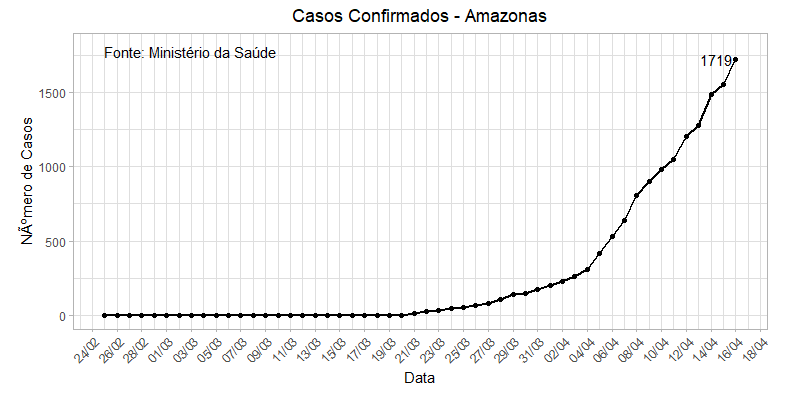 Casos Confirmados - Amazonas
Fonte: Ministério da Saúde
1719
1500
1000
500
0
NÃºmero de Casos
24/02 26/02 28/02 01/03 03/03 05/03 07/03 09/03 11/03 13/03 15/03 17/03 19/03 21/03 23/03 25/03 27/03 29/03 31/03 02/04 04/04 06/04 08/04 10/04 12/04 14/04 16/04 18/04
Data